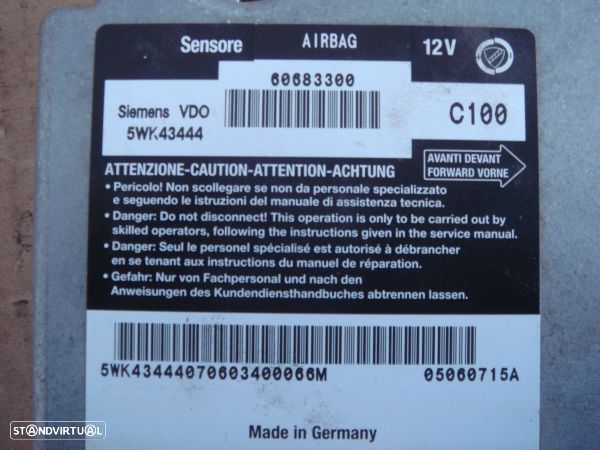 Sensore AIRBAG 12V
60683300
Siemens VDO
5WK43444
C100
ATTENZIONE-CAUTION-ATTENTION-ACHTUNG
AVANTI DEVANT
FORWARD VORNE
• Pericolo! Non scollegare se non da personale specializzato
e seguendo le istruzioni del manuale di assistenza tecnica.
• Danger: Do not disconnect! This operation is only to be carried out by
skilled operators, following the instructions given in the service manual.
• Danger: Seul le personel spécialisé est autorisé à débrancher
en se tenant aux instructions du manuel de réparation.
• Gefahr: Nur von Fachpersonal und nach den
Anweisungen des Kundendiensthandbuches abtrennen lassen.
5WK43444070603400066M 05060715A
Made in Germany
STANDVIRTUAL